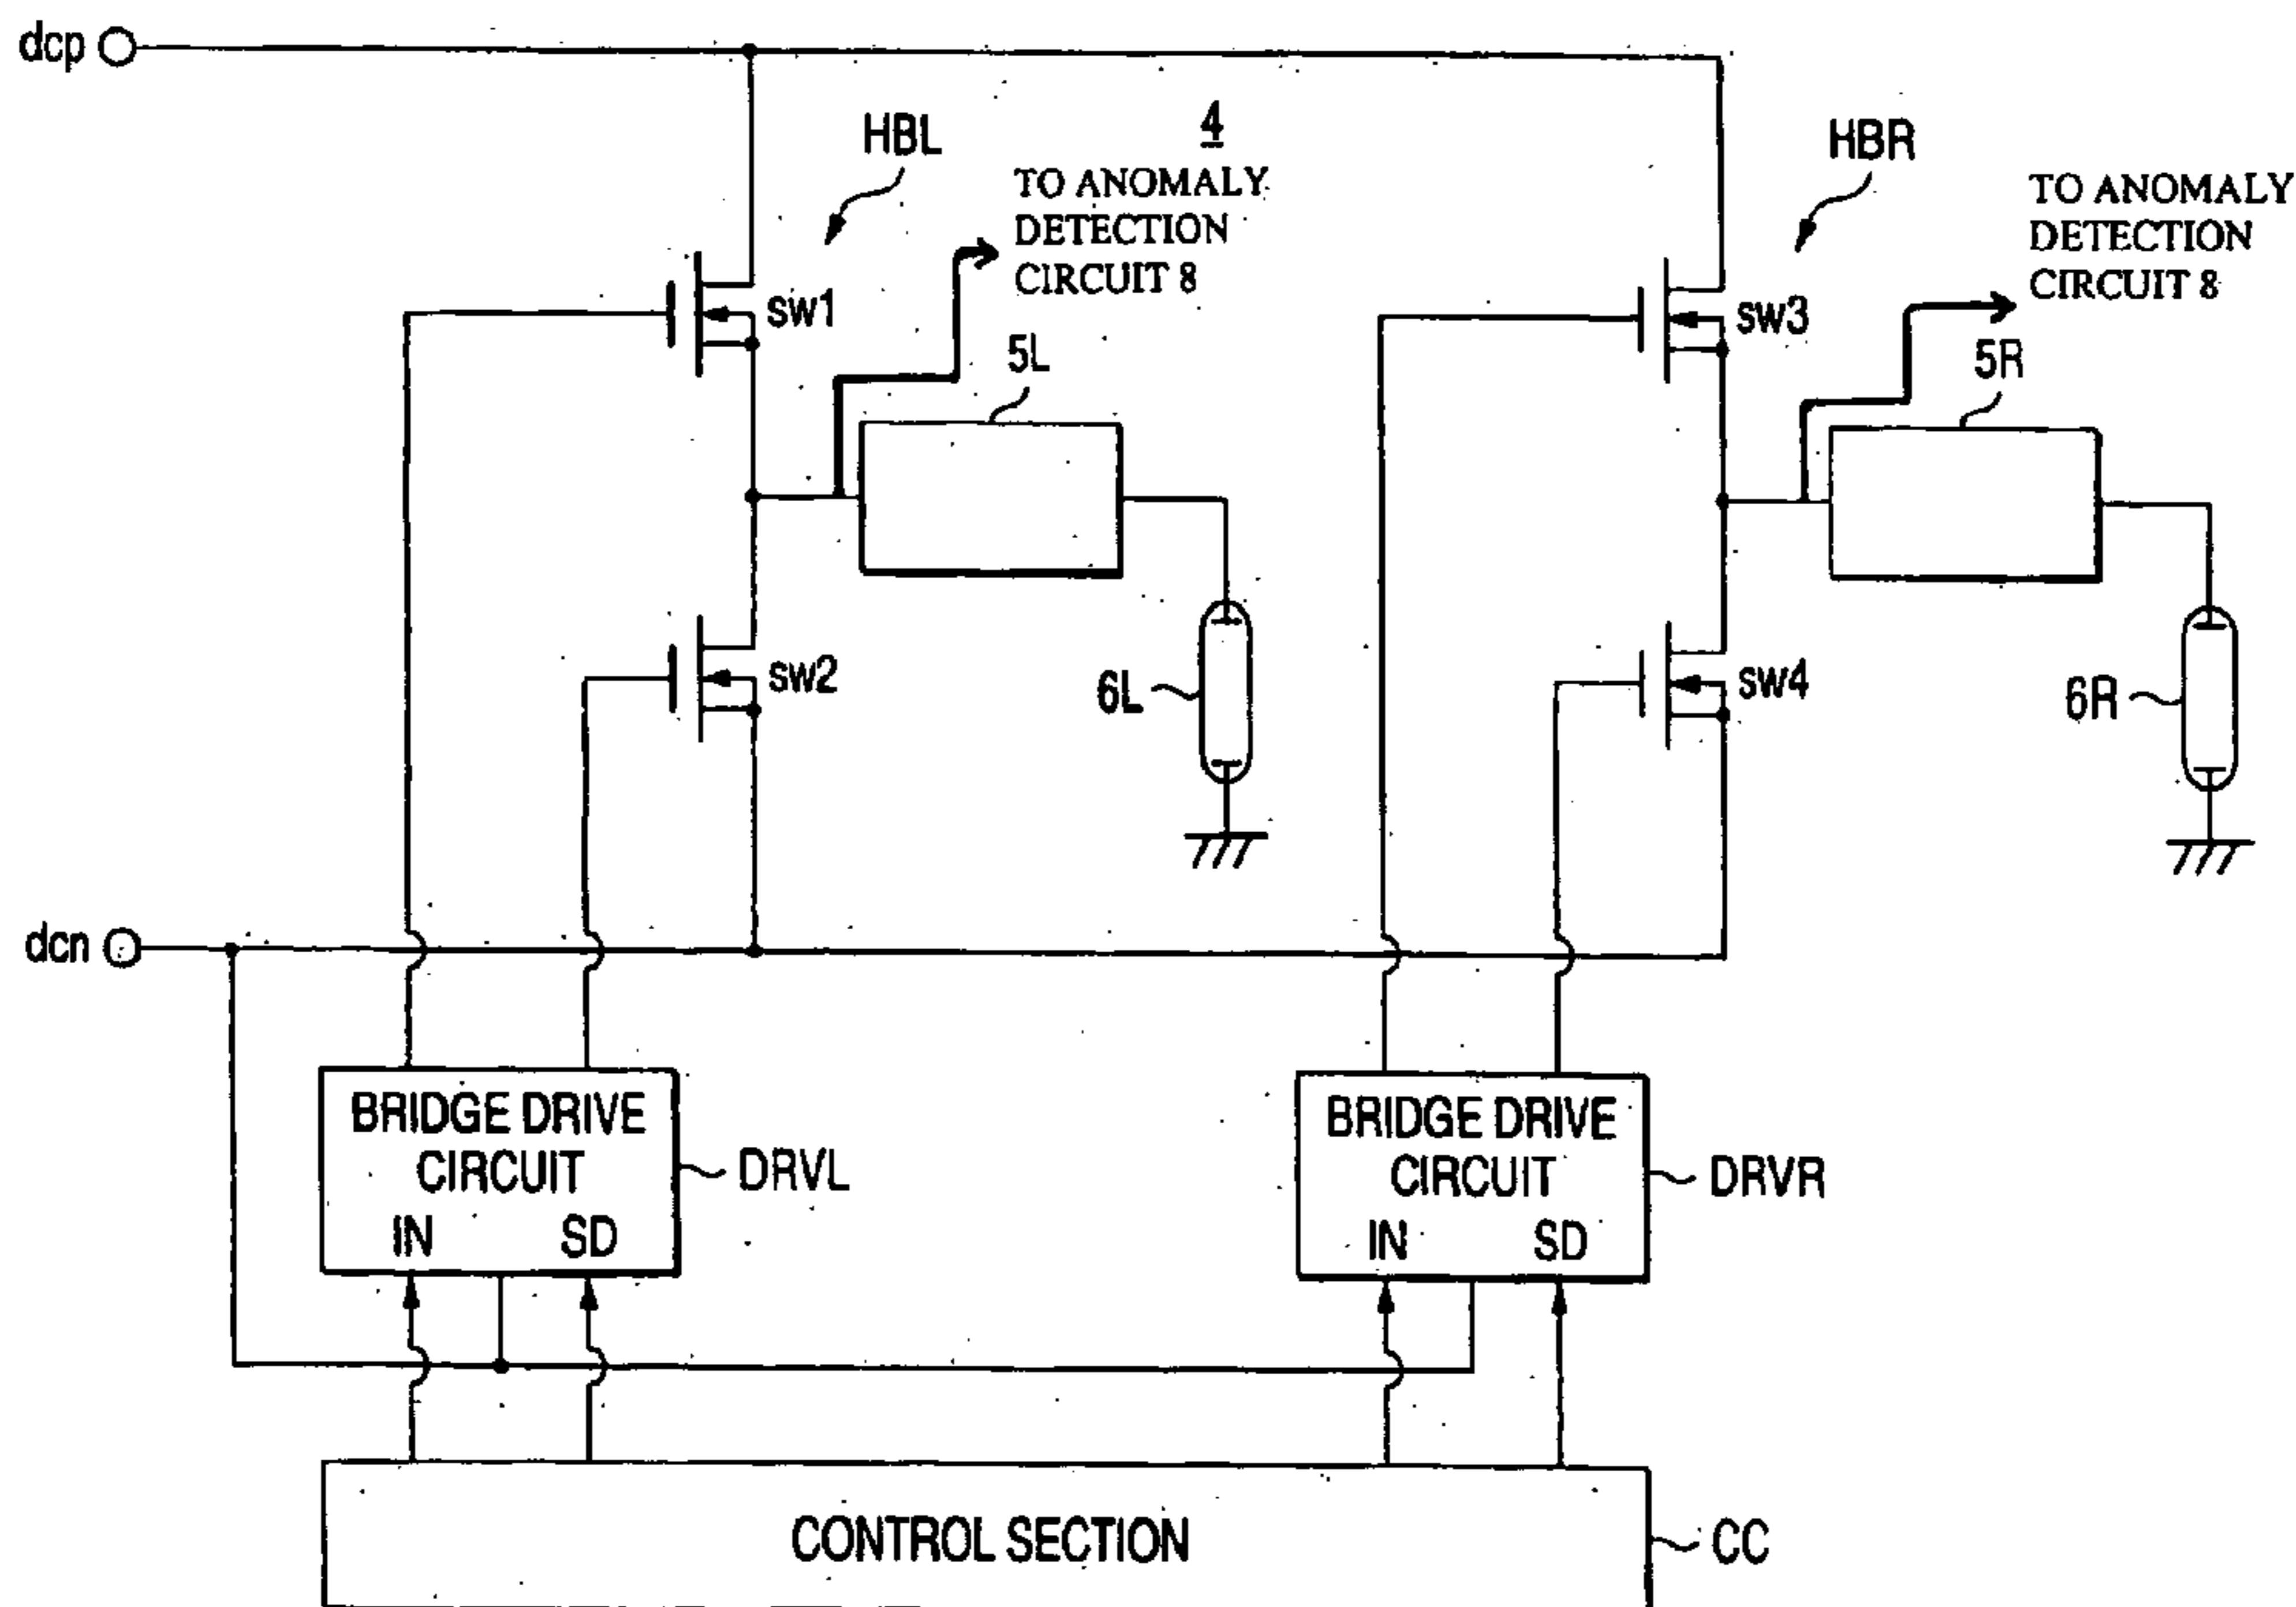 dcp
4
HBL
HBR
TO ANOMALY
DETECTION
CIRCUIT 8
TO ANOMALY
DETECTION
CIRCUIT 8
sw1
sw3
5L
5R
sw2
sw4
6L
6R
dcn
BRIDGE DRIVE
CIRCUIT
IN SD
DRVL
BRIDGE DRIVE
CIRCUIT
IN SD
DRVR
CONTROL SECTION
CC